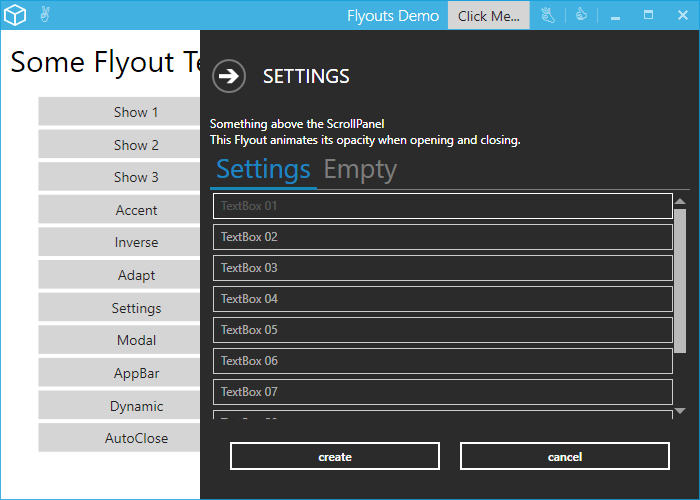 Flyouts Demo
Click Me...
Some Flyout Te
Show 1
Show 2
Show 3
Accent
Inverse
Adapt
Settings
Modal
AppBar
Dynamic
AutoClose
SETTINGS
Something above the ScrollPanel
This Flyout animates its opacity when opening and closing.
Settings Empty
TextBox 01
TextBox 02
TextBox 03
TextBox 04
TextBox 05
TextBox 06
TextBox 07
create
cancel